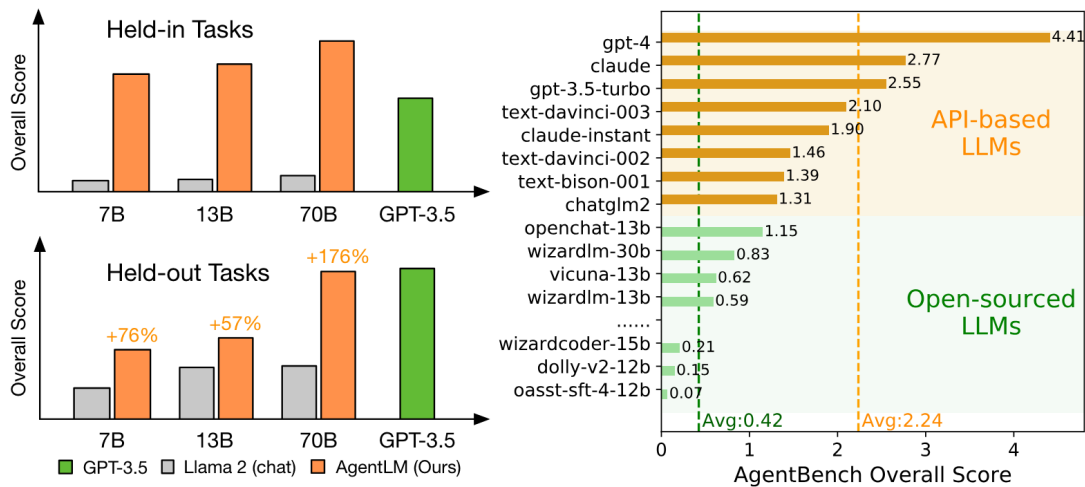 Held-in Tasks
Overall Score
7B
13B
70B
GPT-3.5
Held-out Tasks
Overall Score
+76%
+57%
+176%
7B
13B
70B
GPT-3.5
GPT-3.5
Llama 2 (chat)
AgentLM (Ours)
gpt-4
4.41
claude
2.77
gpt-3.5-turbo
2.55
text-davinci-003
2.10
claude-instant
1.90
text-davinci-002
1.46
text-bison-001
1.39
chatglm2
1.31
API-based
LLMs
openchat-13b
1.15
wizardlm-30b
0.83
vicuna-13b
0.62
wizardlm-13b
0.59
......
wizardcoder-15b
0.21
dolly-v2-12b
0.15
oasst-sft-4-12b
0.07
Open-sourced
LLMs
Avg:0.42
Avg:2.24
0
1
2
3
4
AgentBench Overall Score